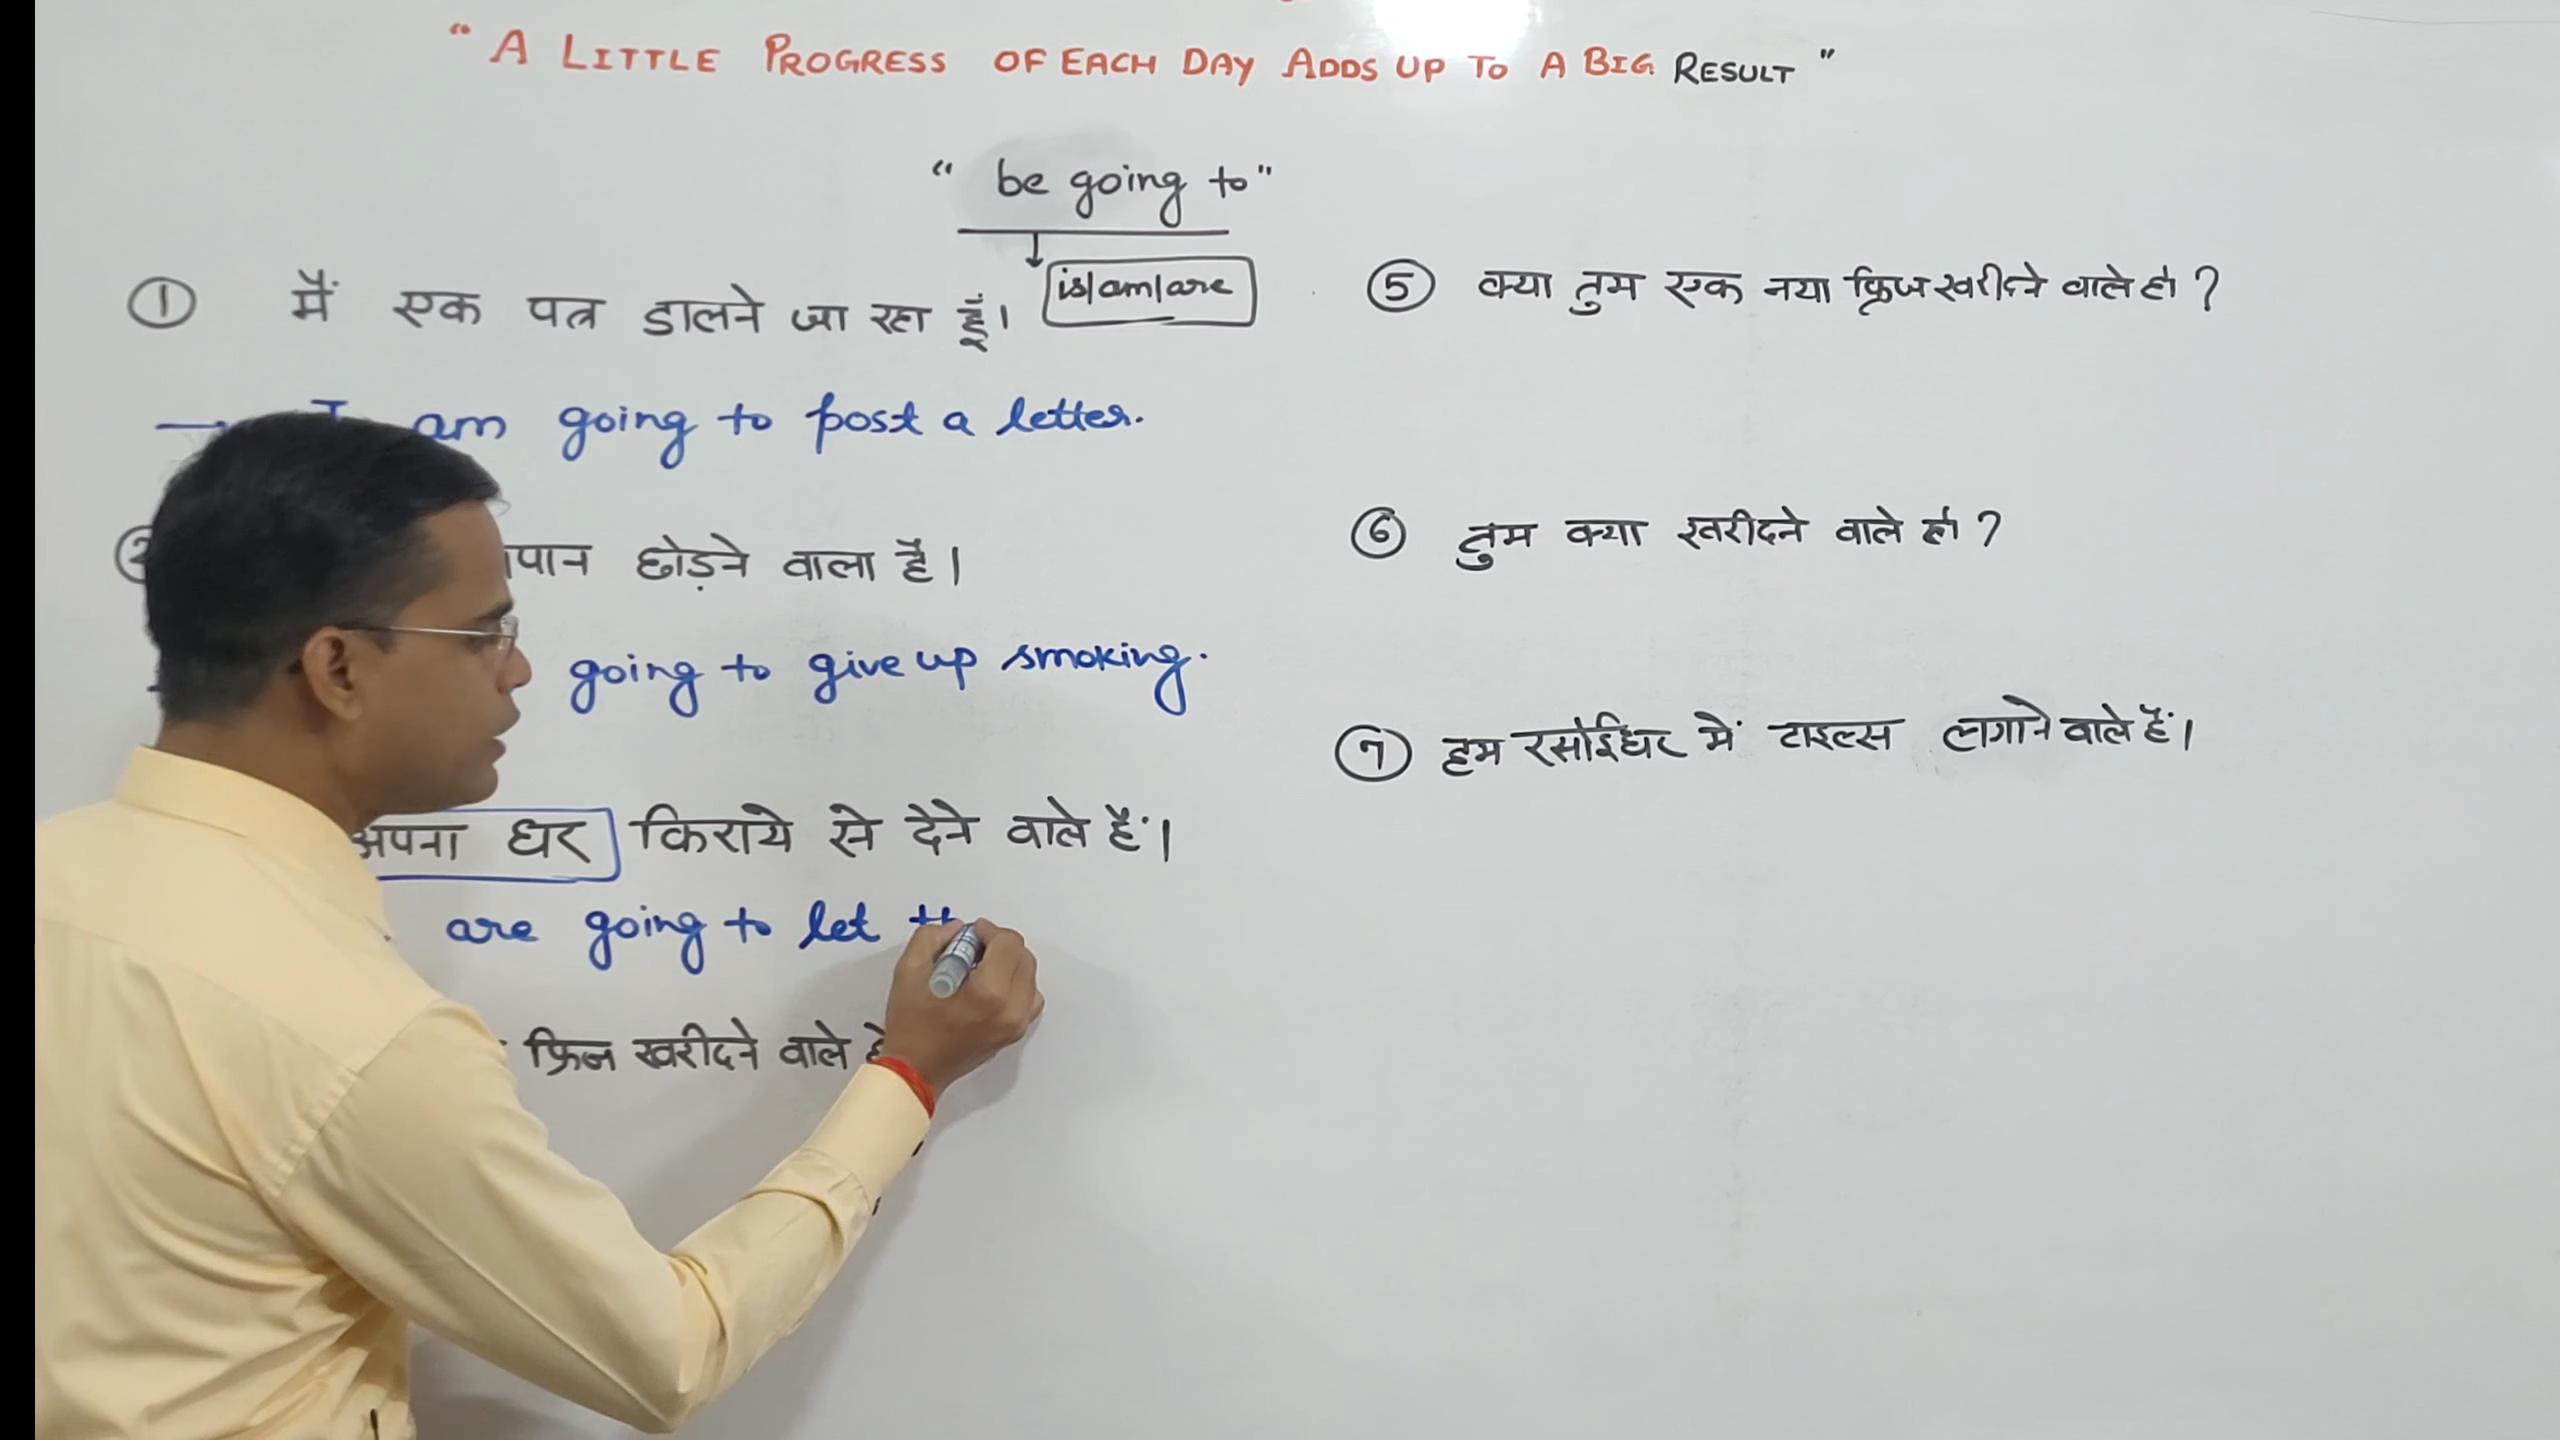 " A LITTLE PROGRESS OF EACH DAY ADDS UP TO A BIG RESULT "
" be going to "
is/am/are
① मैं एक पत्र डालने जा रहा हूँ।
am going to post a letter.
छोड़ने वाला है।
going to give up smoking.
अपना घर किराये से देने वाले हैं।
are going to let
फ्रिज खरीदने वाले
⑤ क्या तुम एक नया फ्रिज खरीदने वाले हो ?
⑥ तुम क्या खरीदने वाले हो ?
⑦ हम रसोईघर में टाइल्स लगाने वाले हैं।